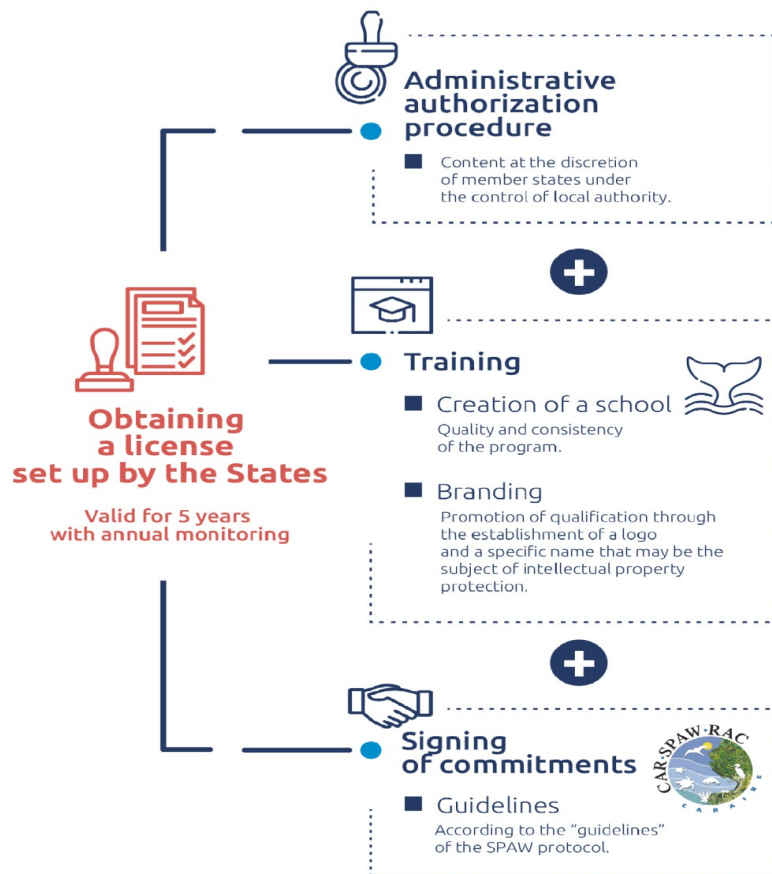 Administrative
authorization
procedure
Content at the discretion
of member states under
the control of local authority.
Obtaining
a license
set up by the States
Valid for 5 years
with annual monitoring
Training
Creation of a school
Quality and consistency
of the program.
Branding
Promotion of qualification through
the establishment of a logo
and a specific name that may be the
subject of intellectual property
protection.
Signing
of commitments
CAR·SPAW·RAC
CARAIBE
Guidelines
According to the “guidelines”
of the SPAW protocol.